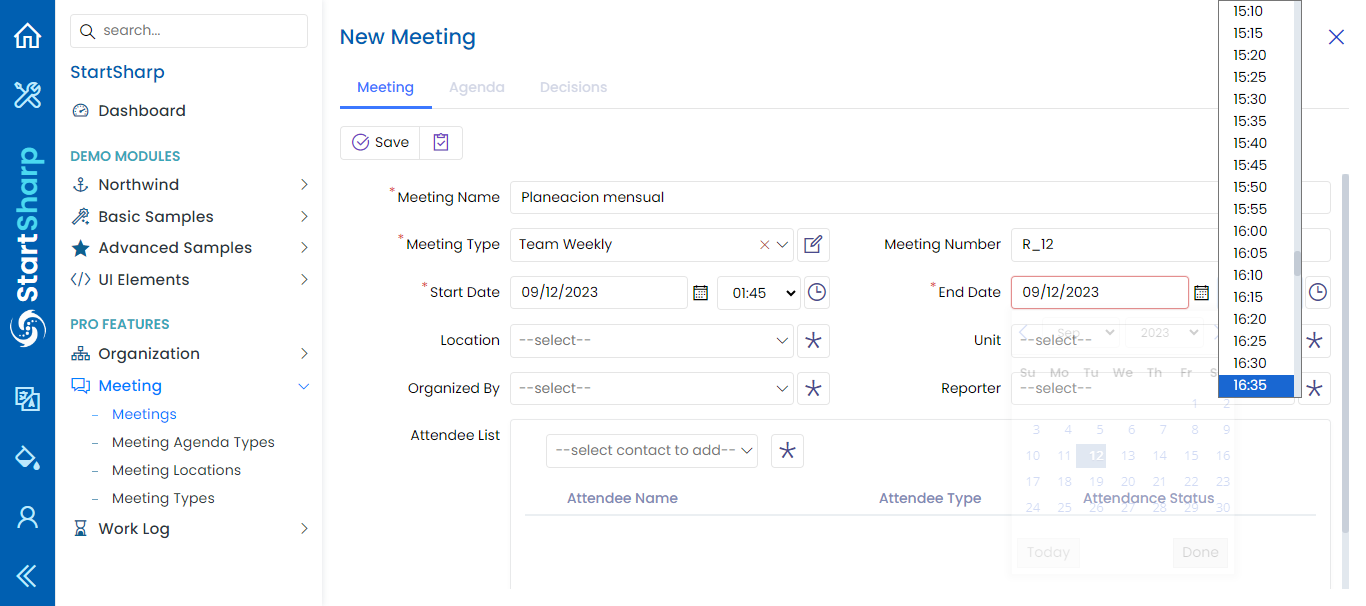 search...
StartSharp
Dashboard
DEMO MODULES
Northwind
Basic Samples
Advanced Samples
UI Elements
PRO FEATURES
Organization
Meeting
Meetings
Meeting Agenda Types
Meeting Locations
Meeting Types
Work Log
StartSharp
New Meeting
Meeting Agenda Decisions
Save
*Meeting Name Planeacion mensual
*Meeting Type Team Weekly Meeting Number R_12
*Start Date 09/12/2023 01:45 *End Date 09/12/2023
Location --select-- Unit --select--
Organized By --select-- Reporter --select--
Attendee List
--select contact to add--
Attendee Name Attendee Type Attendance Status
Sep 2023
Su Mo Tu We Th Fr S
1 2
3 4 5 6 7 8 9
10 11 12 13 14 15 16
17 18 19 20 21 22 23
24 25 26 27 28 29 30
Today Done
15:10
15:15
15:20
15:25
15:30
15:35
15:40
15:45
15:50
15:55
16:00
16:05
16:10
16:15
16:20
16:25
16:30
16:35